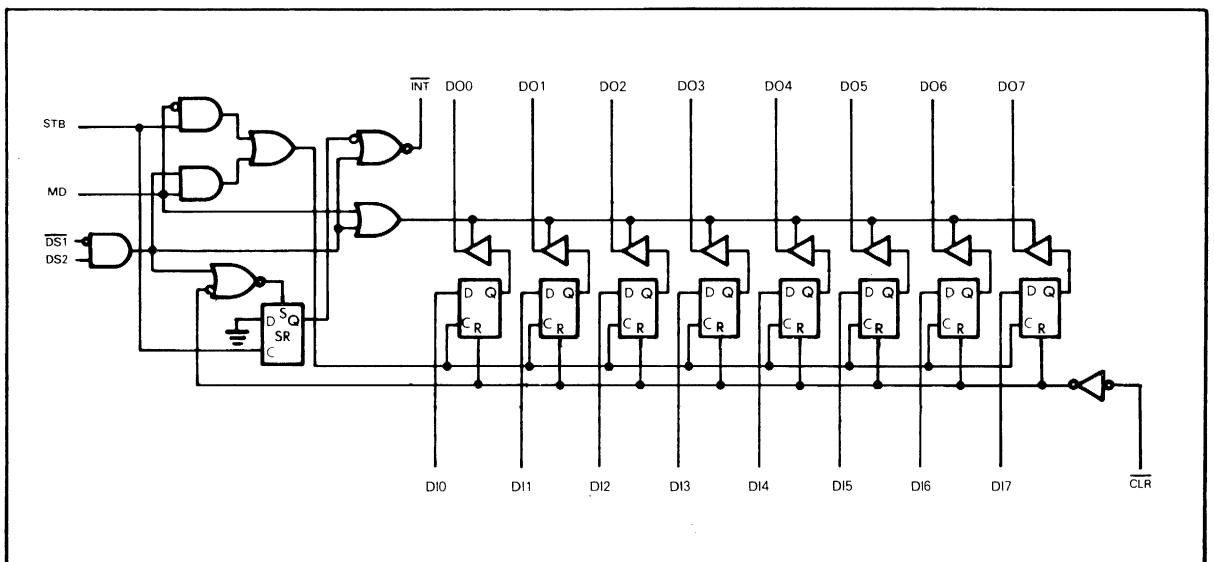 INT DO0 DO1 DO2 DO3 DO4 DO5 DO6 DO7
STB
MD
DS1
DS2
S
D Q
SR
C
D Q D Q D Q D Q D Q D Q D Q D Q
C R C R C R C R C R C R C R C R
DI0 DI1 DI2 DI3 DI4 DI5 DI6 DI7 CLR